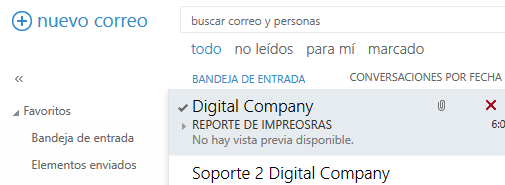 nuevo correo
buscar correo y personas
todo no leídos para mí marcado
BANDEJA DE ENTRADA CONVERSACIONES POR FECHA
Favoritos
Bandeja de entrada
Elementos enviados
Digital Company
REPORTE DE IMPREOSRAS 6:0
No hay vista previa disponible.
Soporte 2 Digital Company